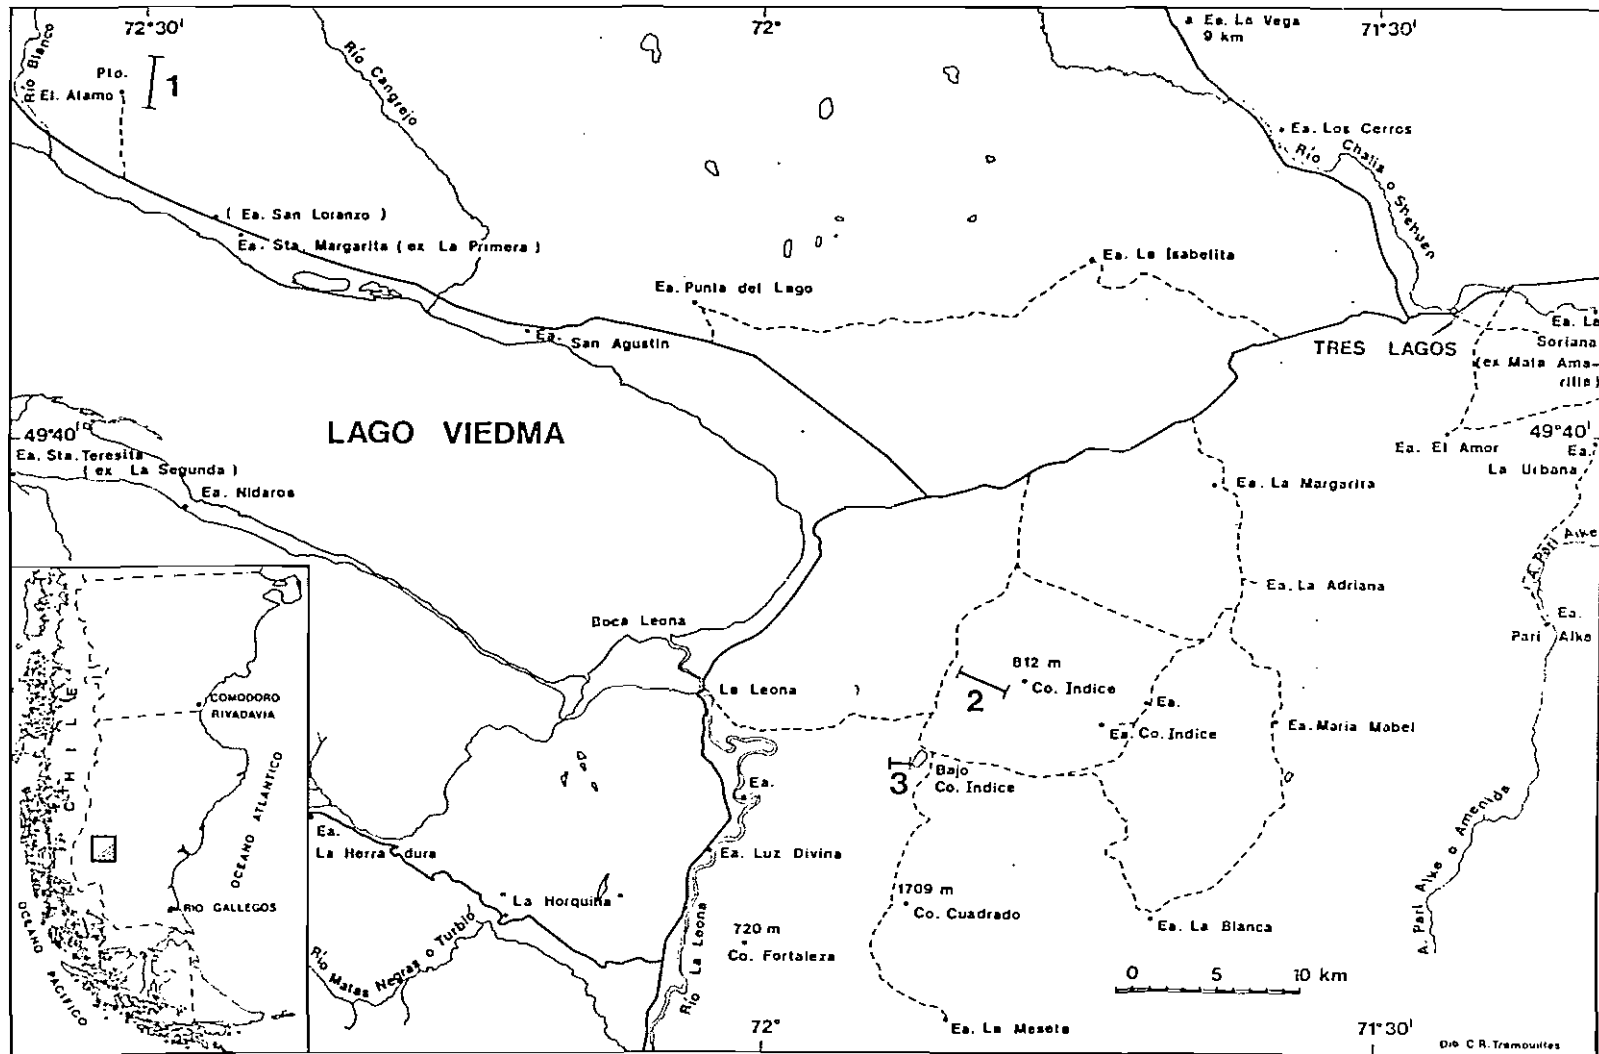 72°30'
72°
71°30'
a Ea. La Vega
9 km
Río Blanco
Pto.
El. Alamo
1
Río Cangrejo
Ea. Los Cerros
Río
Chalia o Shehuen
( Ea. San Loranzo )
Ea. Sta. Margarita ( ex La Primera )
Ea. La Isabelita
Ea. Punta del Lago
Ea.
San Agustín
TRES LAGOS
Ea. La
Soriana
(ex Mata Ama-
rilla)
LAGO VIEDMA
49°40'
49°40'
Ea. Sta. Teresita
( ex La Segunda )
Ea. El Amor
Ea.
La Urbana
Ea. Nidaros
Ea. La Margarita
A. Pari Aike
Ea. La Adriana
Ea.
Pari Aike
Boca Leona
812 m
Co. Indice
2
La Leona
Ea.
Ea. Co. Indice
Ea. Maria Mabel
3
Bajo
Co. Indice
Ea.
Ea.
La Herradura
Ea. Luz Divina
La Horquilla
1709 m
Co. Cuadrado
720 m
Co. Fortaleza
Ea. La Blanca
A. Pari Aike o Amenida
Río Matas Negras o Turbio
Río La Leona
0 5 10 km
Ea. La Meseta
72°
71°30'
Dib. C.R. Tramouilles
CHILE
COMODORO
RIVADAVIA
OCEANO ATLANTICO
RIO GALLEGOS
OCEANO PACIFICO